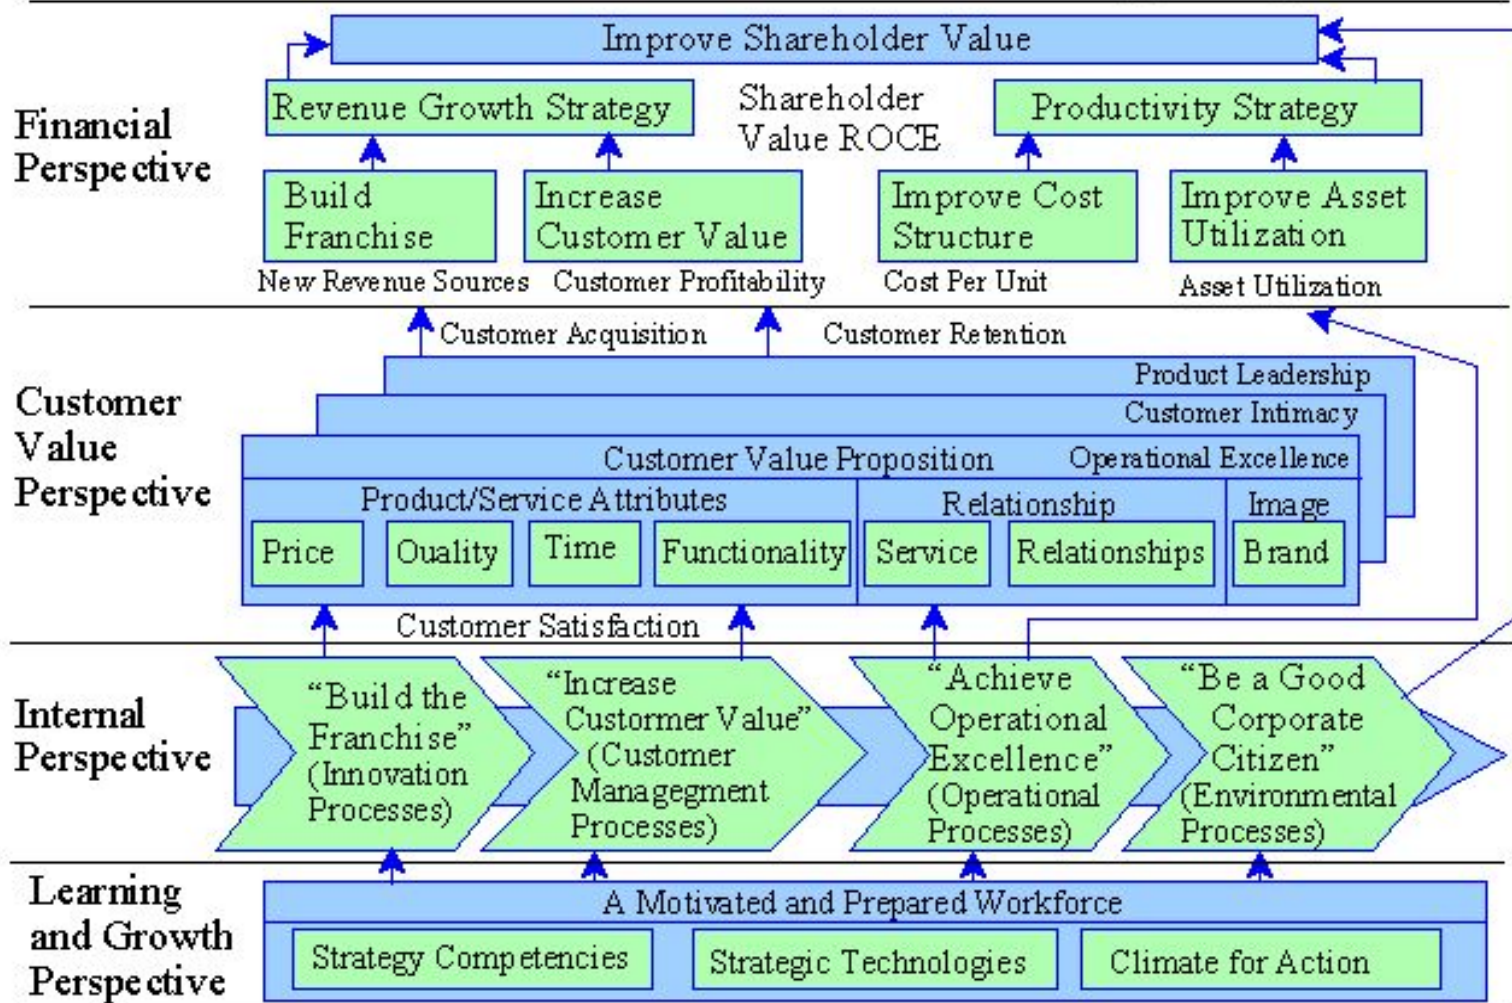 Improve Shareholder Value
Revenue Growth Strategy
Shareholder
Value ROCE
Productivity Strategy
Financial
Perspective
Build
Franchise
Increase
Customer Value
Improve Cost
Structure
Improve Asset
Utilization
New Revenue Sources
Customer Profitability
Cost Per Unit
Asset Utilization
Customer Acquisition
Customer Retention
Customer
Value
Perspective
Product Leadership
Customer Intimacy
Customer Value Proposition
Operational Excellence
Product/Service Attributes
Relationship
Image
Price
Ouality
Time
Functionality
Service
Relationships
Brand
Customer Satisfaction
Internal
Perspective
“Build the
Franchise”
(Innovation
Processes)
“Increase
Custormer Value”
(Customer
Managegment
Processes)
“Achieve
Operational
Excellence”
(Operational
Processes)
“Be a Good
Corporate
Citizen”
(Environmental
Processes)
Learning
and Growth
Perspective
A Motivated and Prepared Workforce
Strategy Competencies
Strategic Technologies
Climate for Action